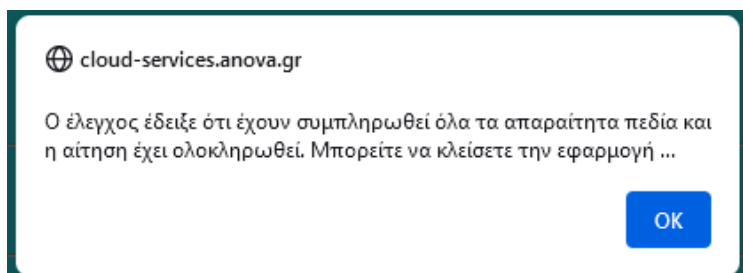 cloud-services.anova.gr
Ο έλεγχος έδειξε ότι έχουν συμπληρωθεί όλα τα απαραίτητα πεδία και
η αίτηση έχει ολοκληρωθεί. Μπορείτε να κλείσετε την εφαρμογή ...
OK